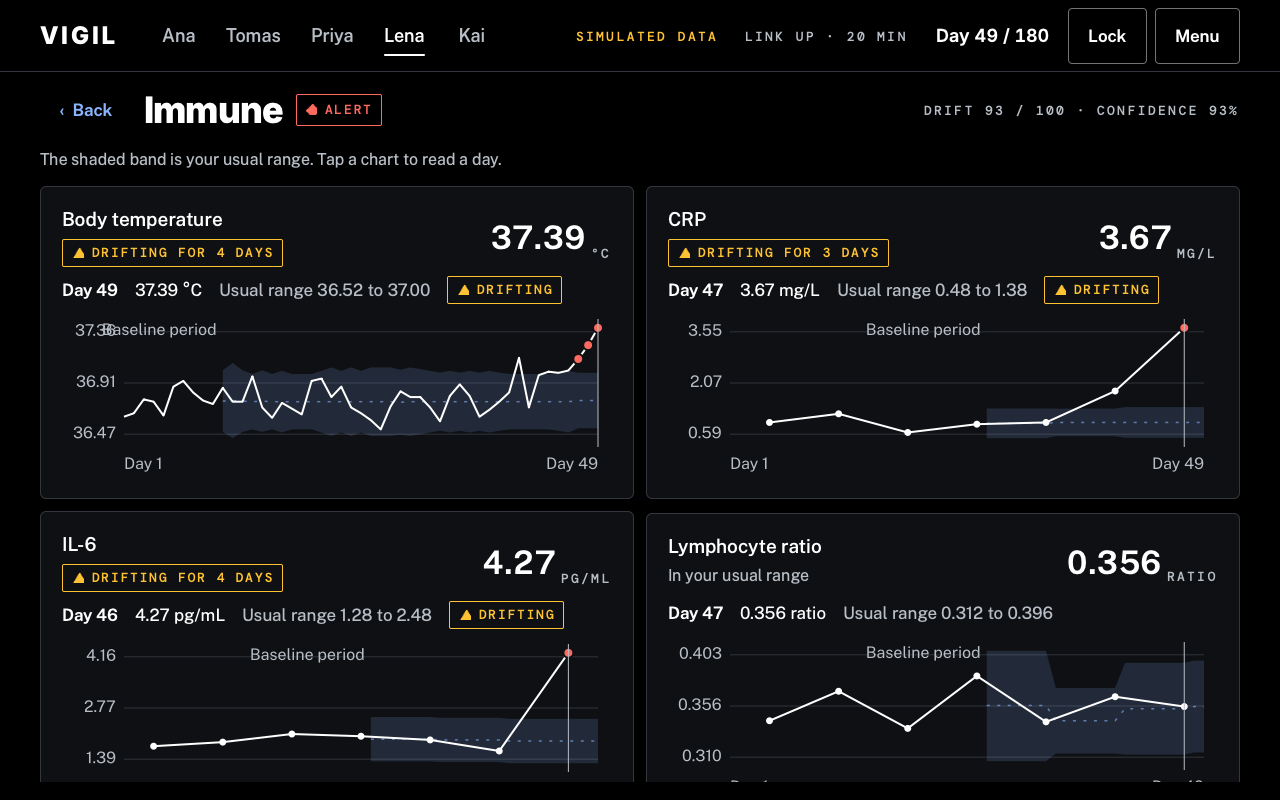 VIGIL Ana Tomas Priya Lena Kai SIMULATED DATA LINK UP · 20 MIN Day 49 / 180 Lock Menu
‹ Back Immune ALERT DRIFT 93 / 100 · CONFIDENCE 93%
The shaded band is your usual range. Tap a chart to read a day.
Body temperature
DRIFTING FOR 4 DAYS
37.39 °C
Day 49 37.39 °C Usual range 36.52 to 37.00 DRIFTING
37.36 Baseline period
36.91
36.47
Day 1 Day 49
CRP
DRIFTING FOR 3 DAYS
3.67 MG/L
Day 47 3.67 mg/L Usual range 0.48 to 1.38 DRIFTING
3.55 Baseline period
2.07
0.59
Day 1 Day 49
IL-6
DRIFTING FOR 4 DAYS
4.27 PG/ML
Day 46 4.27 pg/mL Usual range 1.28 to 2.48 DRIFTING
4.16 Baseline period
2.77
1.39
Lymphocyte ratio
In your usual range
0.356 RATIO
Day 47 0.356 ratio Usual range 0.312 to 0.396
0.403 Baseline period
0.356
0.310